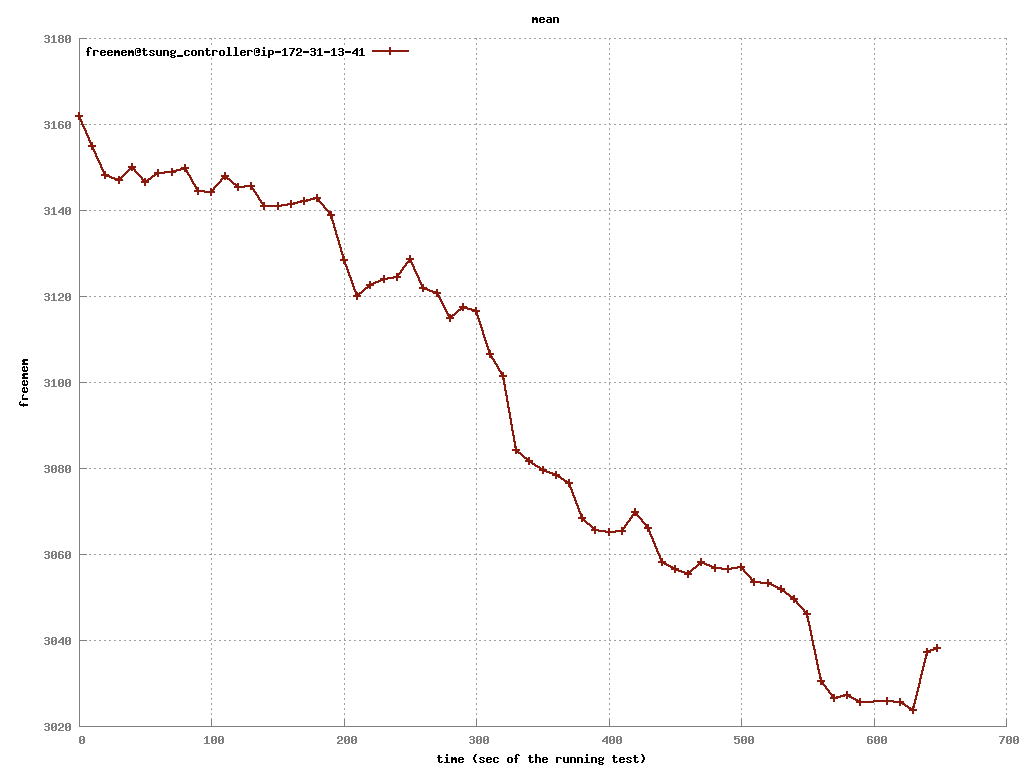 mean
freemem@tsung_controller@ip-172-31-13-41
3180
3160
3140
3120
3100
3080
3060
3040
3020
freemem
0 100 200 300 400 500 600 700
time (sec of the running test)